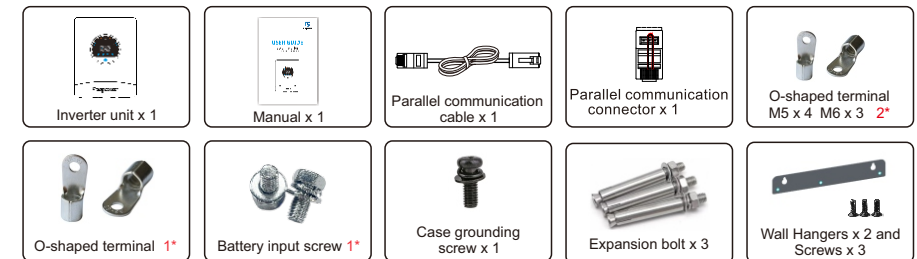 USER GUIDE
Inverter unit x 1
Manual x 1
Parallel communication
cable x 1
Parallel communication
connector x 1
O-shaped terminal
M5 x 4 M6 x 3 2*
O-shaped terminal 1*
Battery input screw 1*
Case grounding
screw x 1
Expansion bolt x 3
Wall Hangers x 2 and
Screws x 3